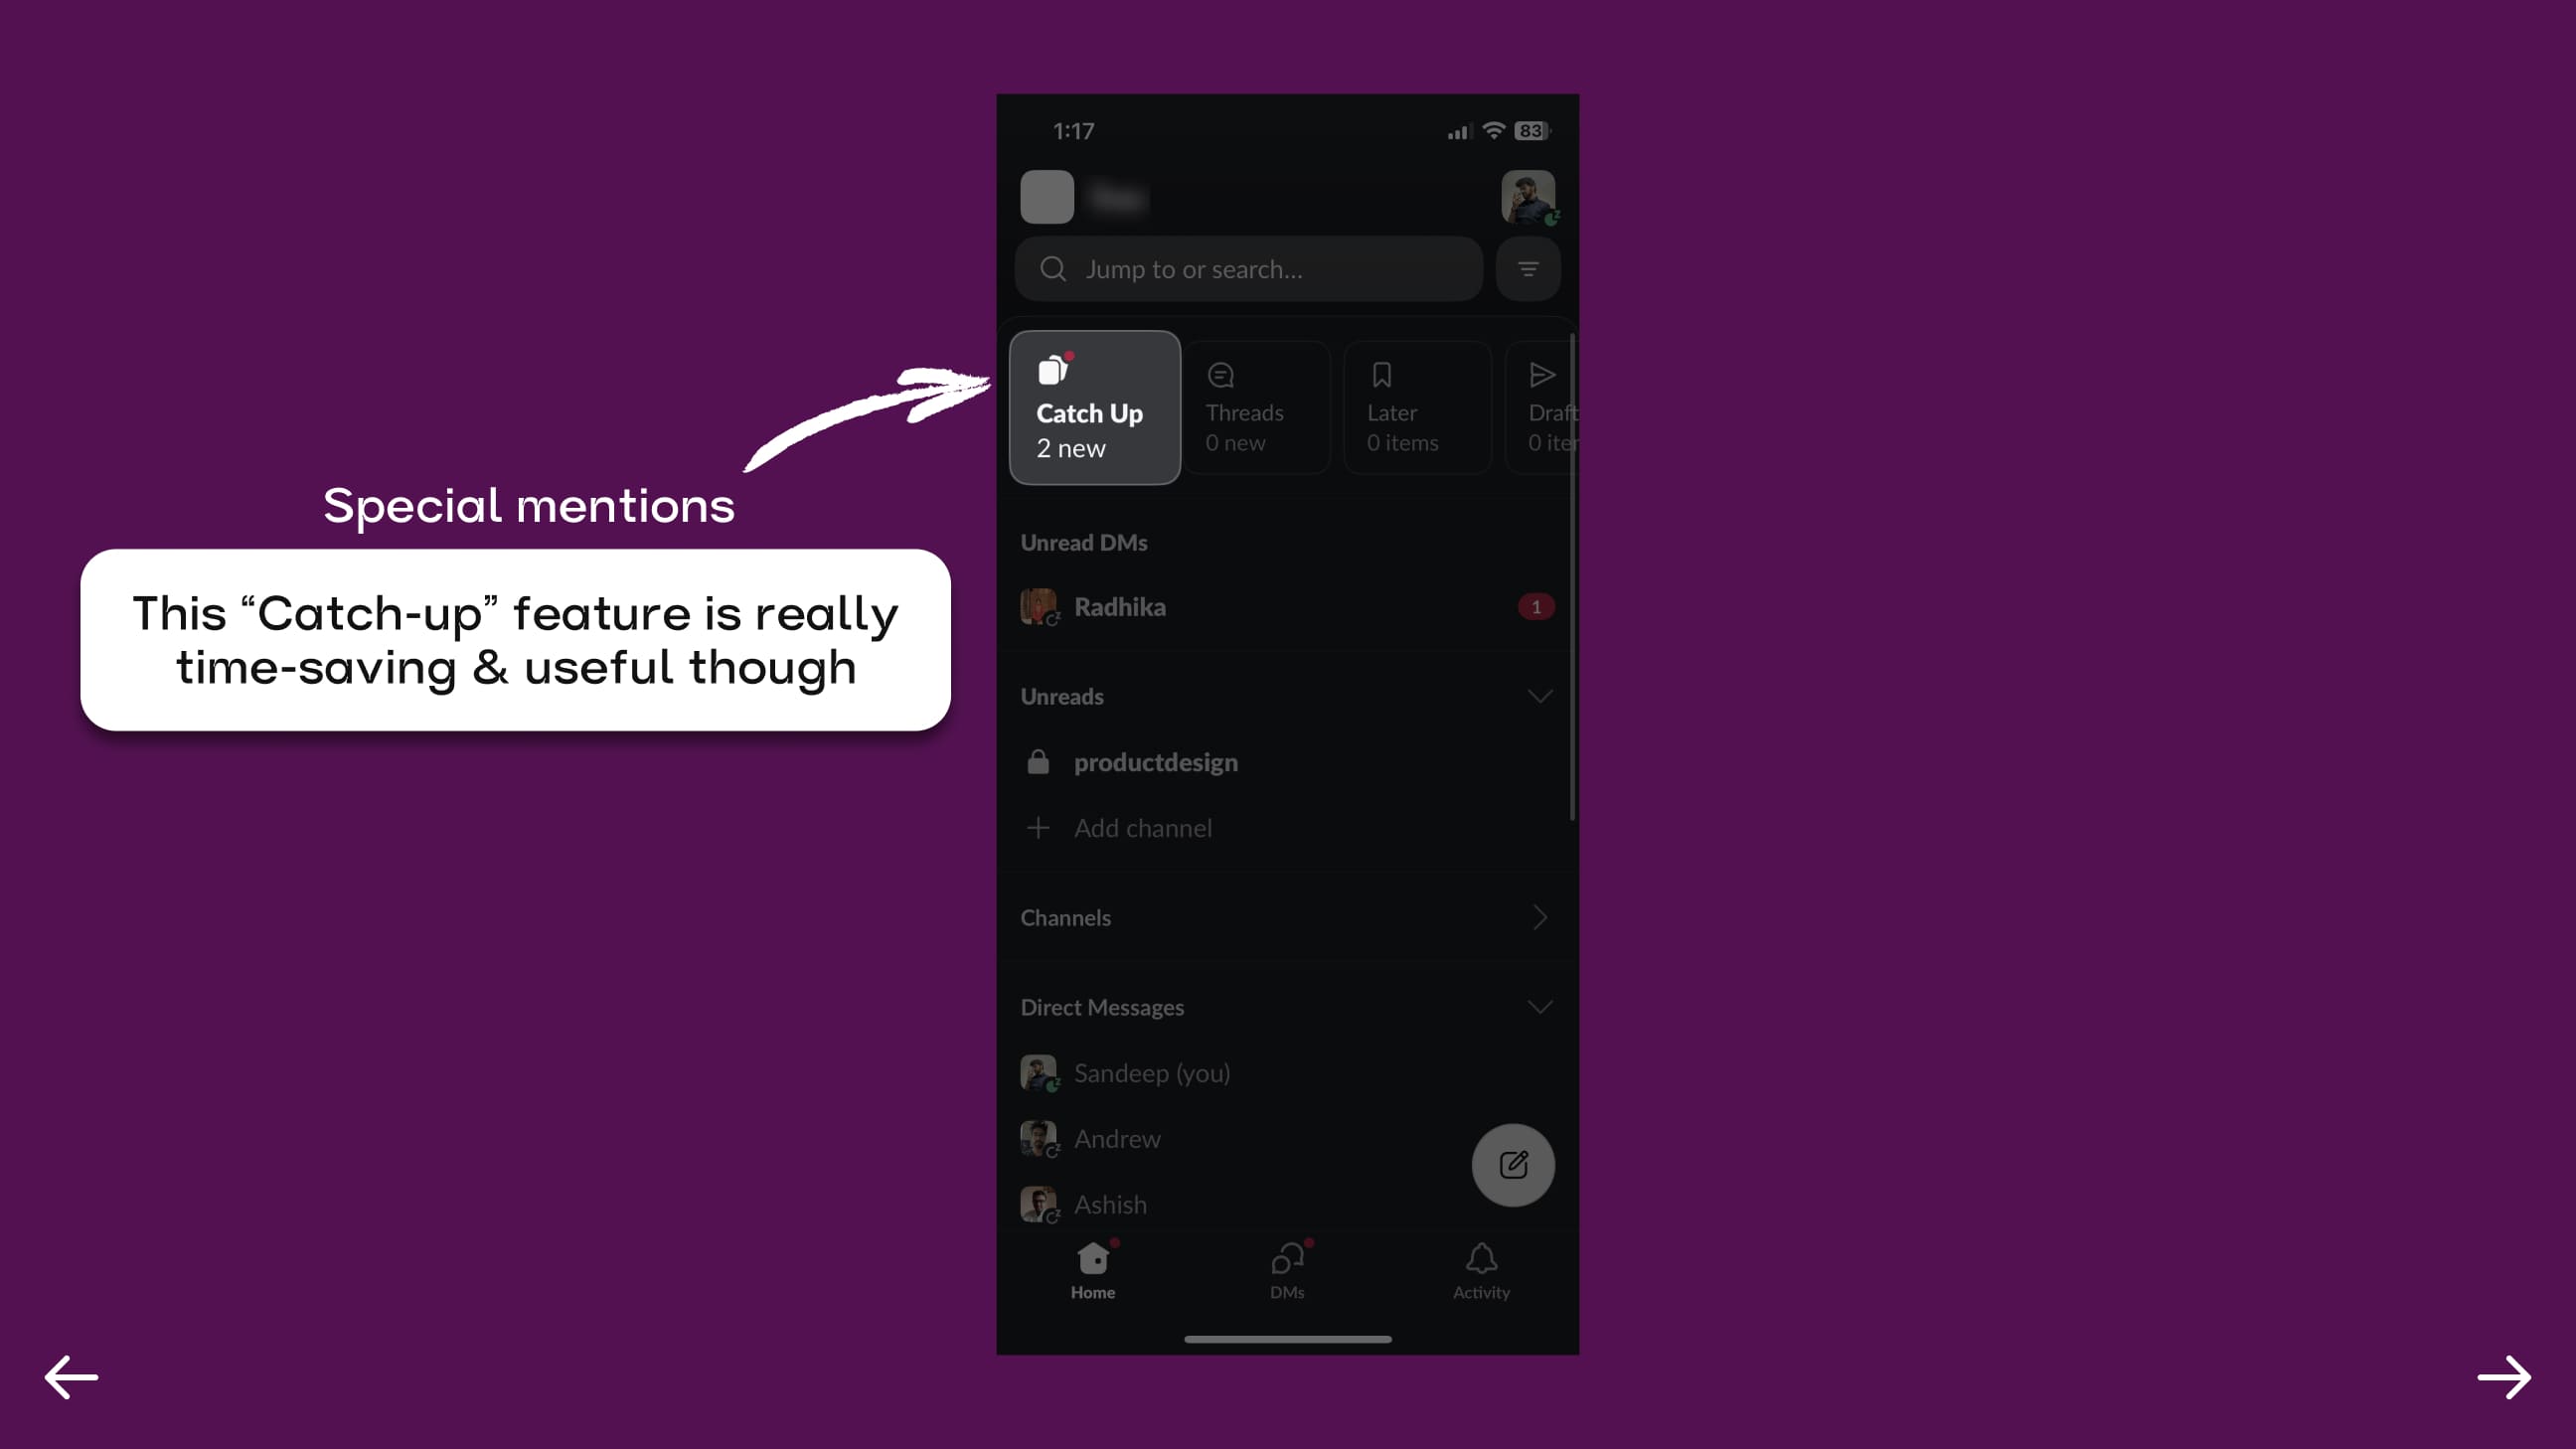 1:17
83
Jump to or search...
Catch Up
2 new
Threads
0 new
Later
0 items
Draft
0 iter
Special mentions
This “Catch-up” feature is really
time-saving & useful though
Unread DMs
Radhika
1
Unreads
productdesign
Add channel
Channels
Direct Messages
Sandeep (you)
Andrew
Ashish
Home
DMs
Activity